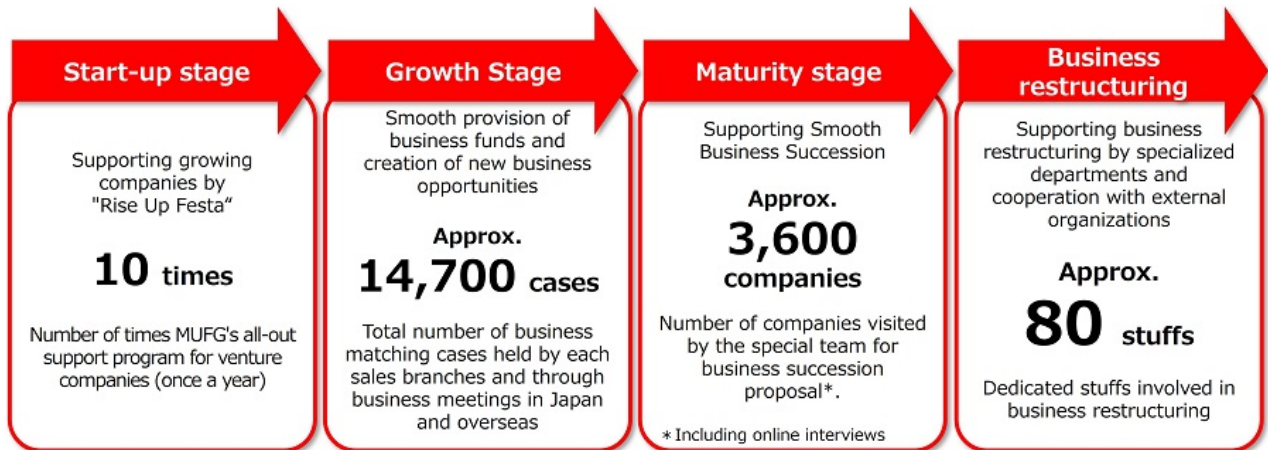 Start-up stage
Supporting growing
companies by
"Rise Up Festa“
10 times
Number of times MUFG's all-out
support program for venture
companies (once a year)
Growth Stage
Smooth provision of
business funds and
creation of new business
opportunities
Approx.
14,700 cases
Total number of business
matching cases held by each
sales branches and through
business meetings in Japan
and overseas
Maturity stage
Supporting Smooth
Business Succession
Approx.
3,600
companies
Number of companies visited
by the special team for
business succession
proposal*.
* Including online interviews
Business
restructuring
Supporting business
restructuring by specialized
departments and
cooperation with external
organizations
Approx.
80 stuffs
Dedicated stuffs involved in
business restructuring